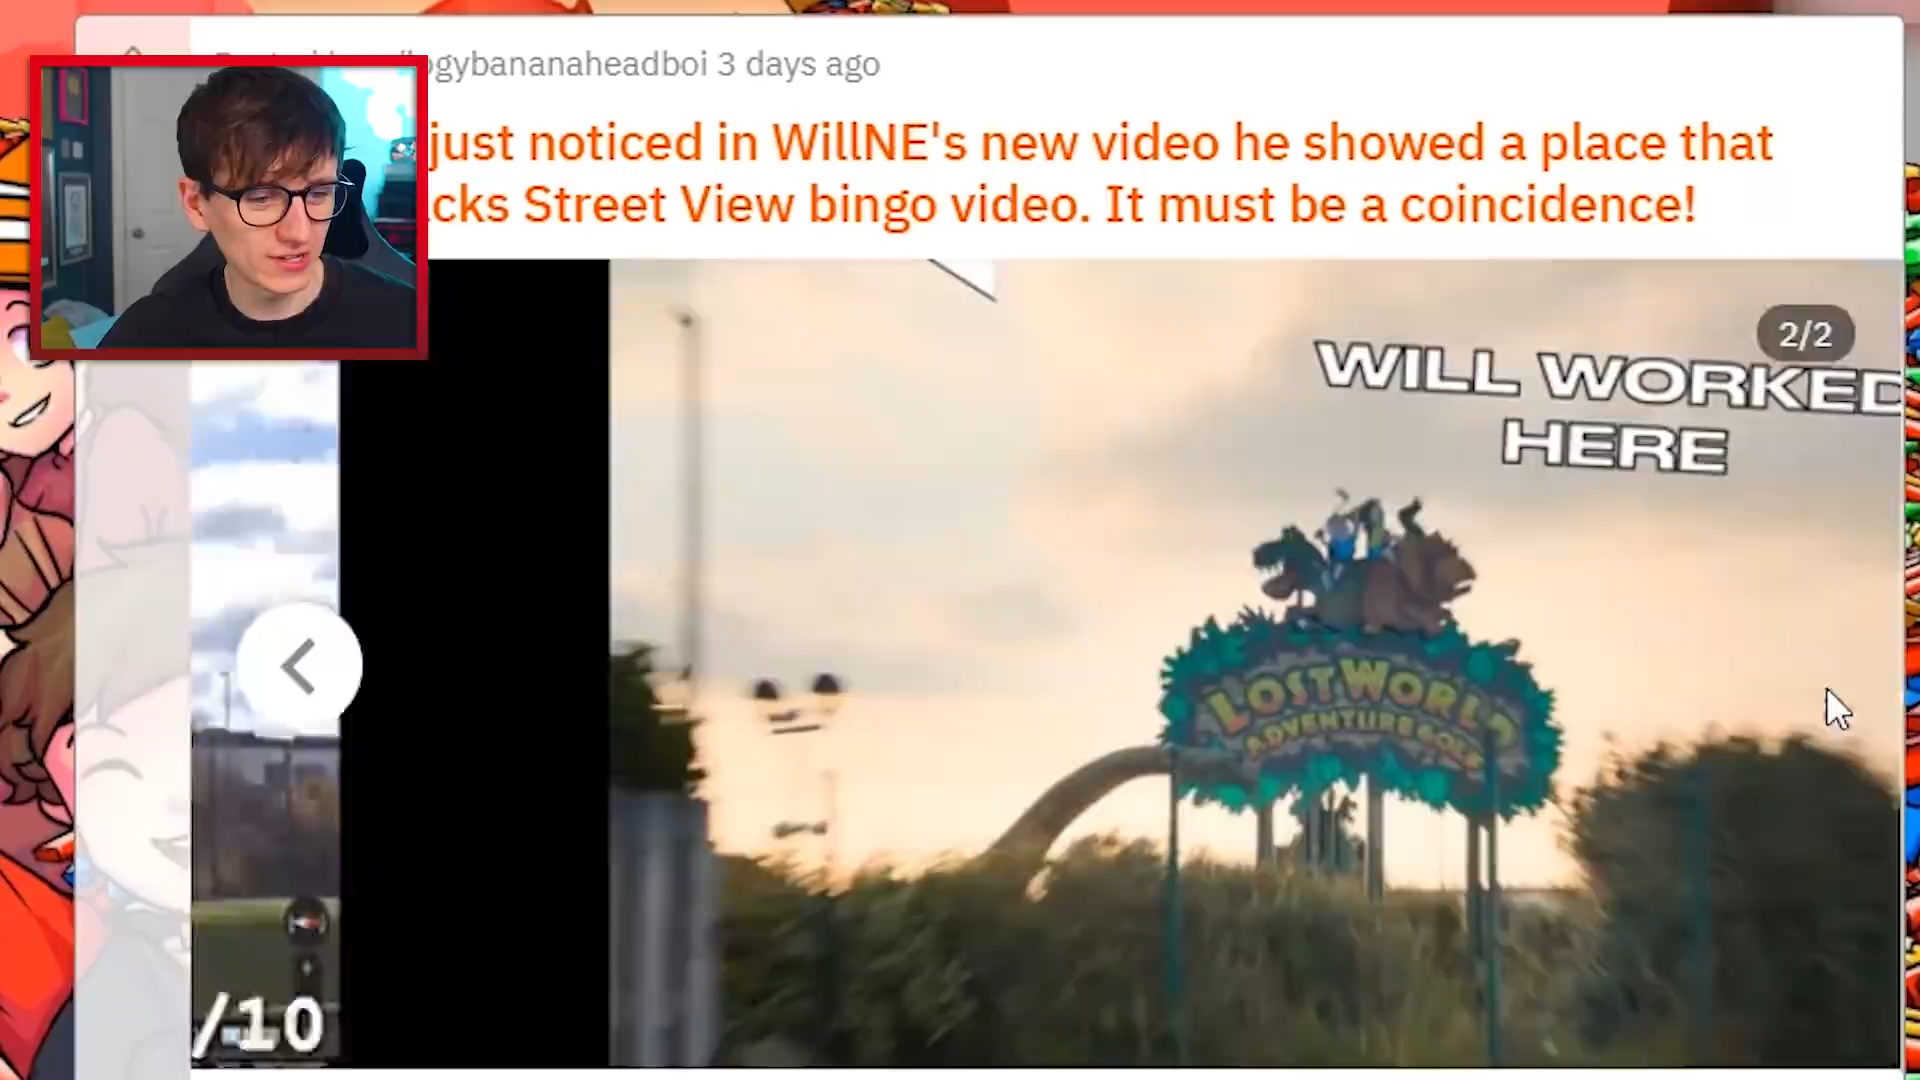 ogybananaheadboi 3 days ago
just noticed in WillNE's new video he showed a place that
cks Street View bingo video. It must be a coincidence!
2/2
WILL WORKED
HERE
LOST WORLD
ADVENTURE GOLF
/10